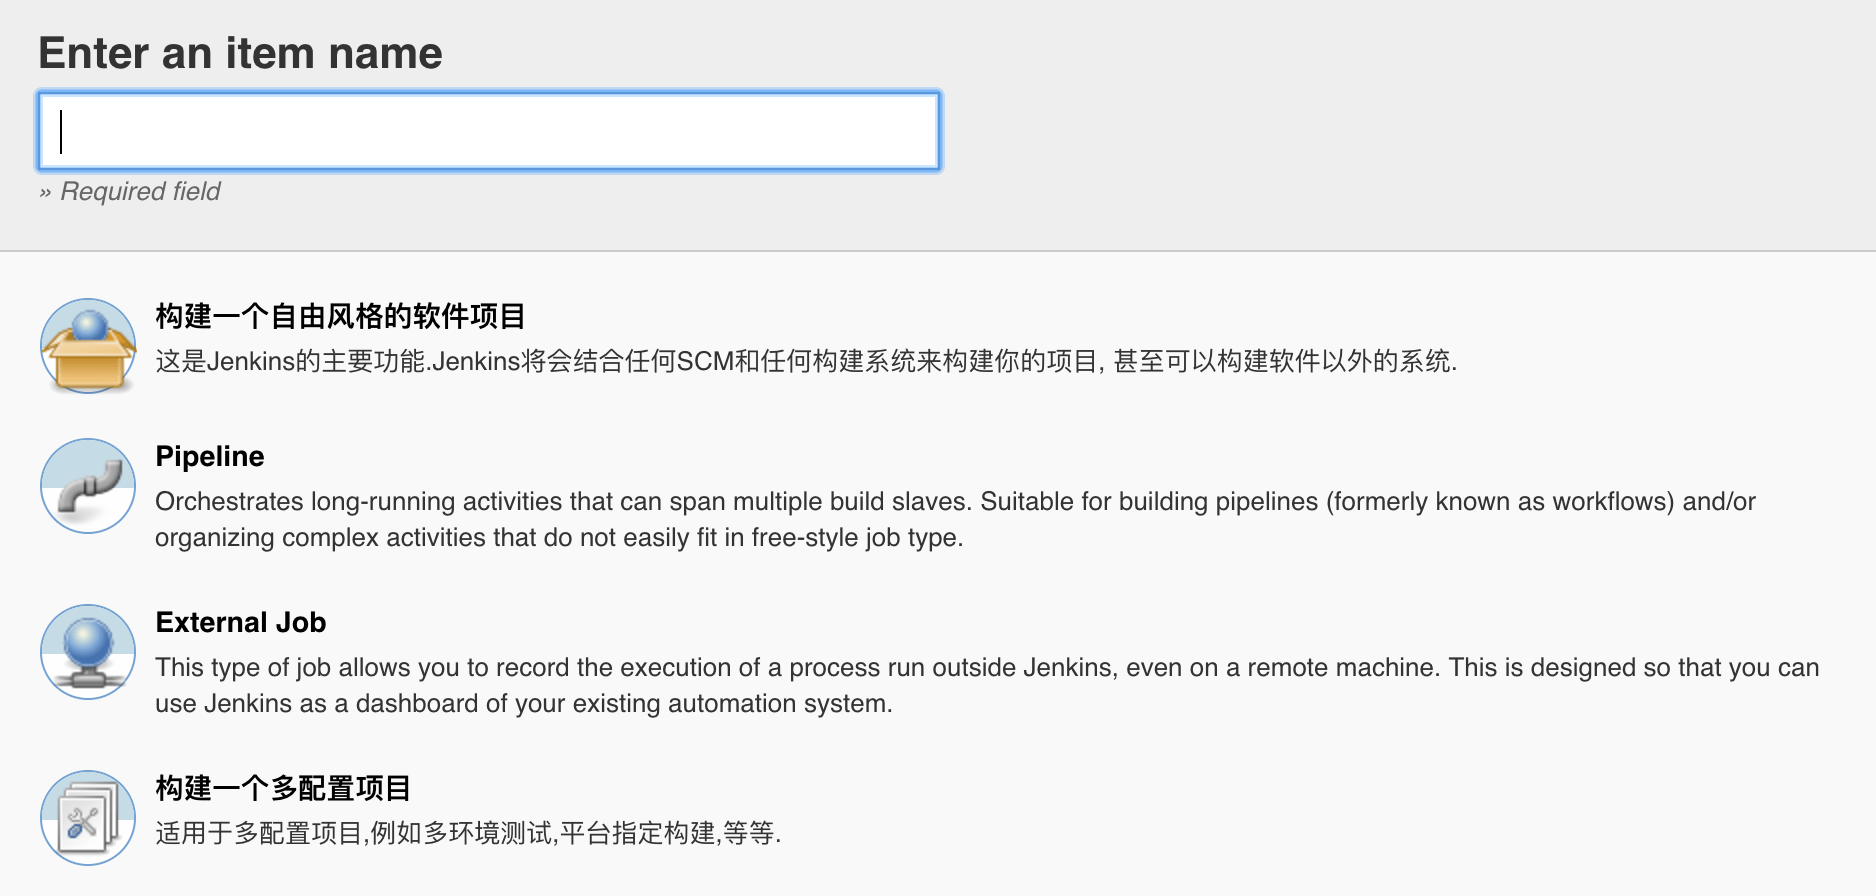 Enter an item name
» Required field
构建一个自由风格的软件项目
这是Jenkins的主要功能.Jenkins将会结合任何SCM和任何构建系统来构建你的项目, 甚至可以构建软件以外的系统.
Pipeline
Orchestrates long-running activities that can span multiple build slaves. Suitable for building pipelines (formerly known as workflows) and/or
organizing complex activities that do not easily fit in free-style job type.
External Job
This type of job allows you to record the execution of a process run outside Jenkins, even on a remote machine. This is designed so that you can
use Jenkins as a dashboard of your existing automation system.
构建一个多配置项目
适用于多配置项目,例如多环境测试,平台指定构建,等等.